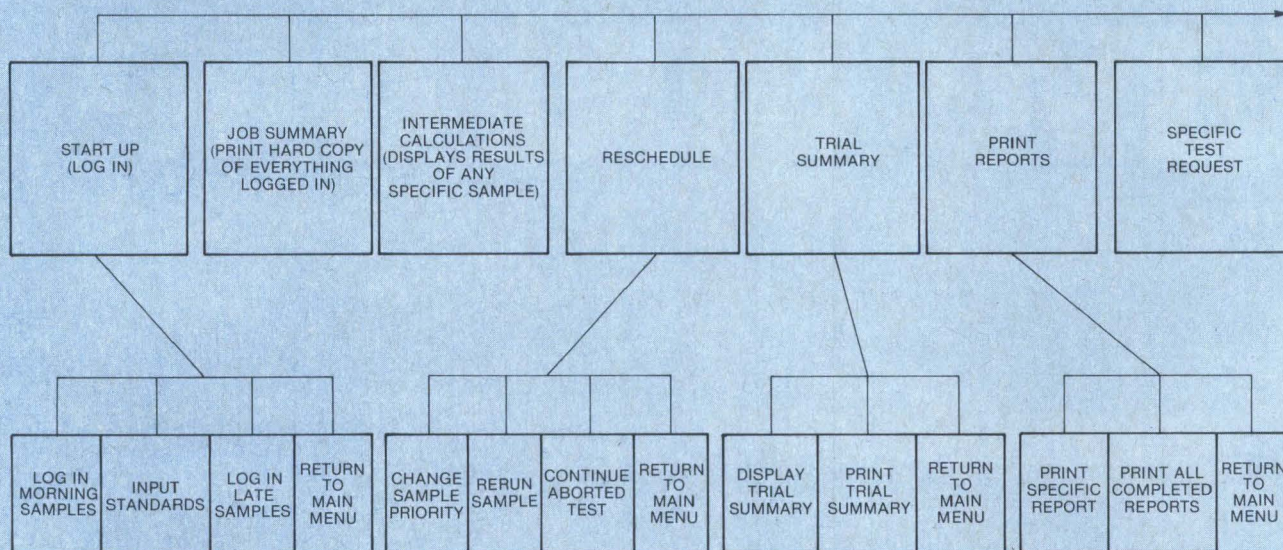 START UP
(LOG IN)
JOB SUMMARY
(PRINT HARD COPY
OF EVERYTHING
LOGGED IN)
INTERMEDIATE
CALCULATIONS
(DISPLAYS RESULTS
OF ANY
SPECIFIC SAMPLE)
RESCHEDULE
TRIAL
SUMMARY
PRINT
REPORTS
SPECIFIC
TEST
REQUEST
LOG IN
MORNING
SAMPLES
INPUT
STANDARDS
LOG IN
LATE
SAMPLES
RETURN
TO
MAIN
MENU
CHANGE
SAMPLE
PRIORITY
RERUN
SAMPLE
CONTINUE
ABORTED
TEST
RETURN
TO
MAIN
MENU
DISPLAY
TRIAL
SUMMARY
PRINT
TRIAL
SUMMARY
RETURN
TO
MAIN
MENU
PRINT
SPECIFIC
REPORT
PRINT ALL
COMPLETED
REPORTS
RETURN
TO
MAIN
MENU